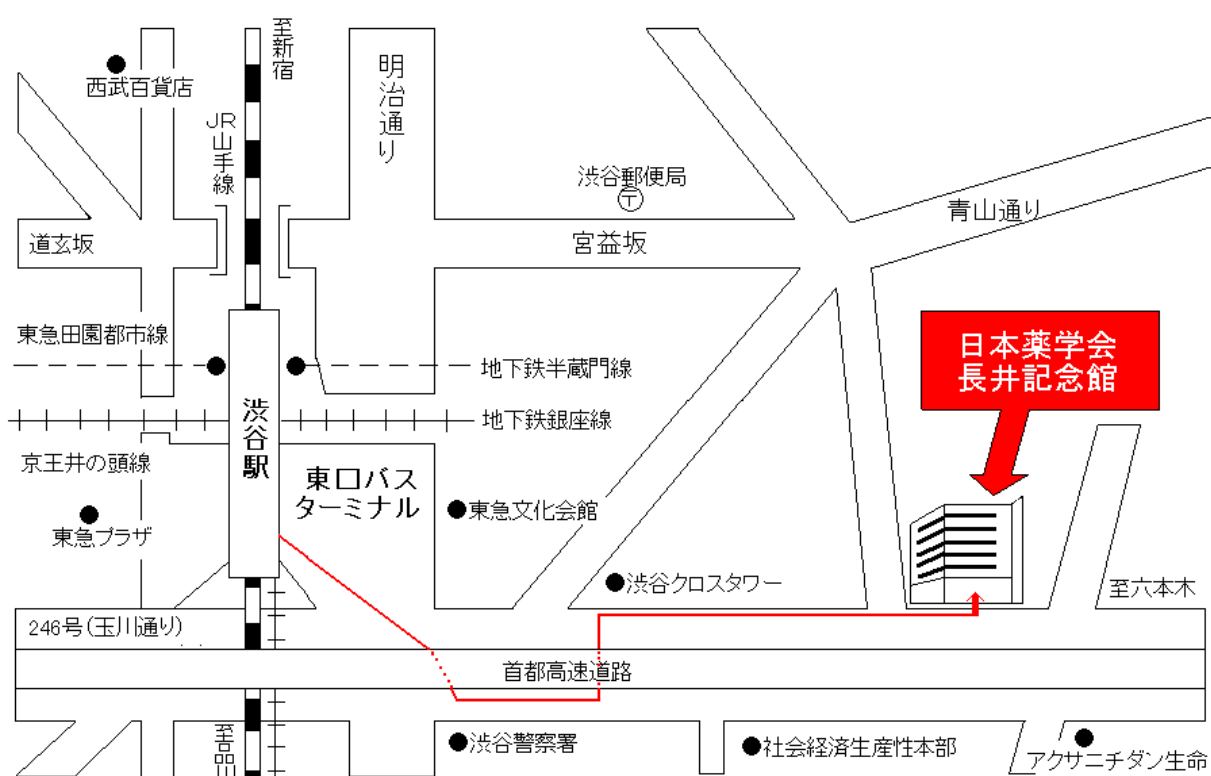 至新宿
西武百貨店
JR山手線
明治通り
渋谷郵便局
〒
青山通り
道玄坂
宮益坂
東急田園都市線
地下鉄半蔵門線
日本薬学会
長井記念館
地下鉄銀座線
渋谷駅
京王井の頭線
東口バス
ターミナル
東急文化会館
東急プラザ
渋谷クロスタワー
至六本木
246号(玉川通り)
首都高速道路
至品川
渋谷警察署
社会経済生産性本部
アクサニチダン生命